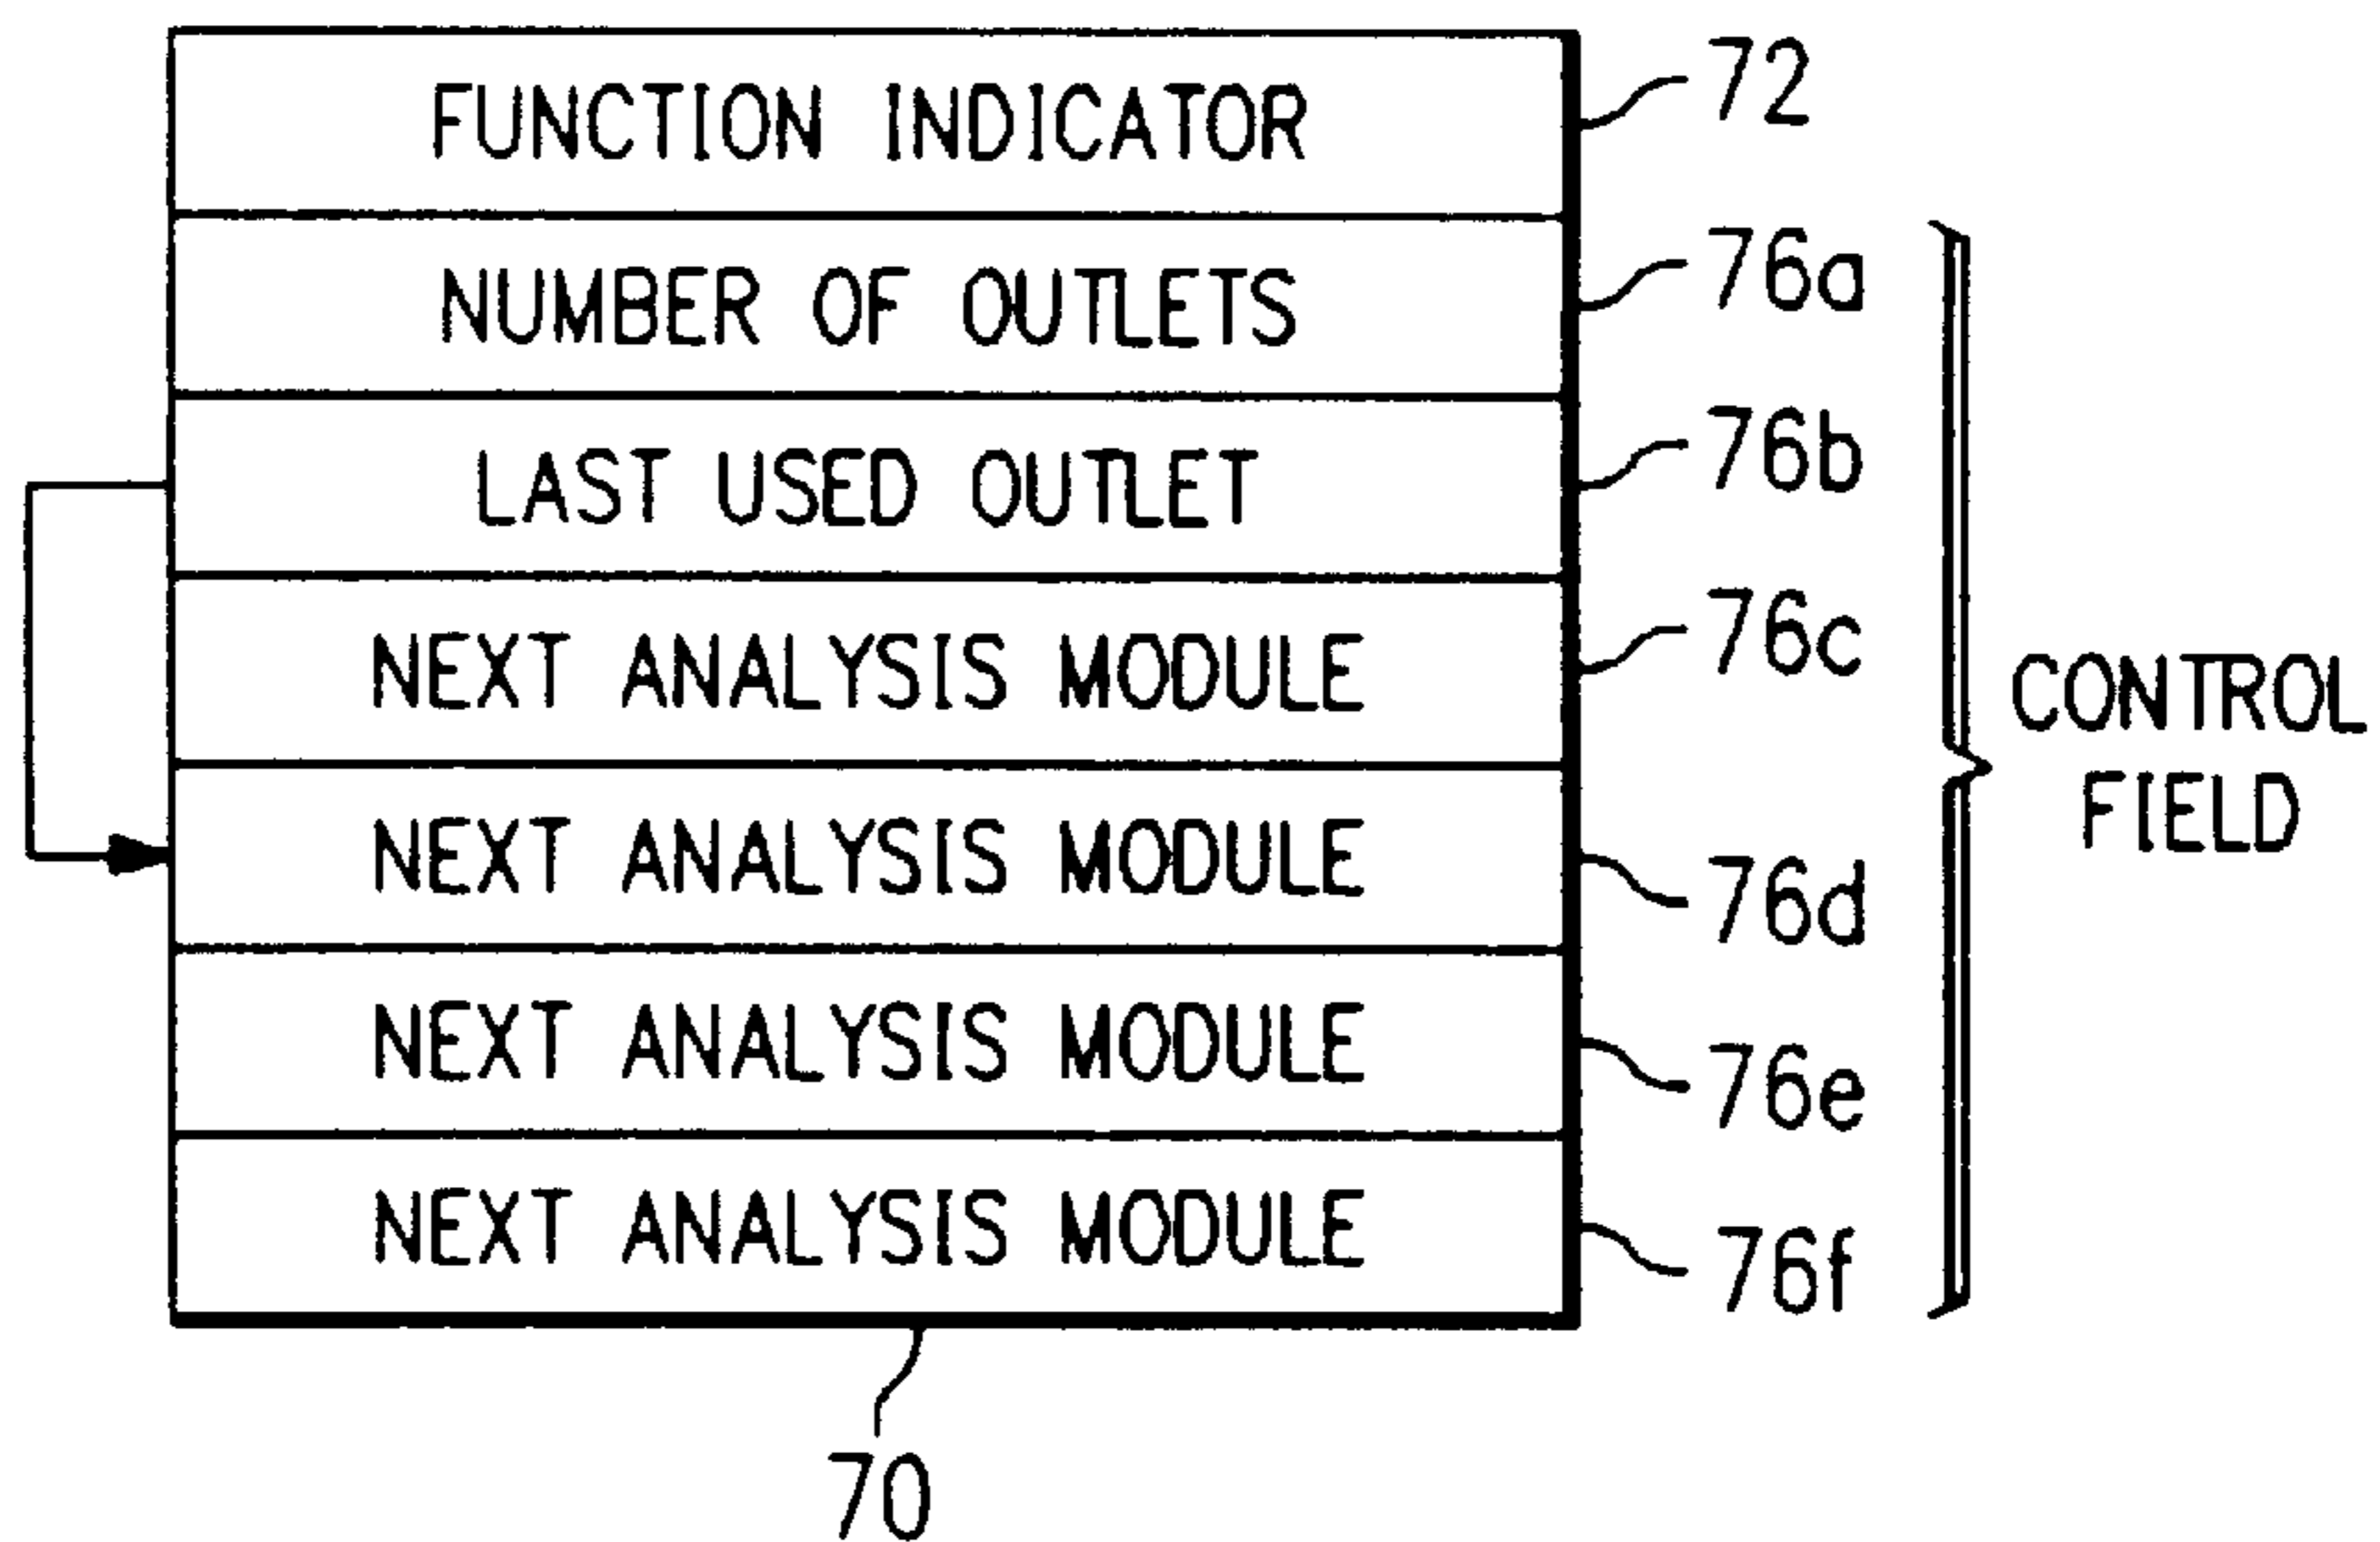 FUNCTION INDICATOR 72
NUMBER OF OUTLETS 76a
LAST USED OUTLET 76b
NEXT ANALYSIS MODULE 76c
NEXT ANALYSIS MODULE 76d
NEXT ANALYSIS MODULE 76e
NEXT ANALYSIS MODULE 76f
CONTROL
FIELD
70